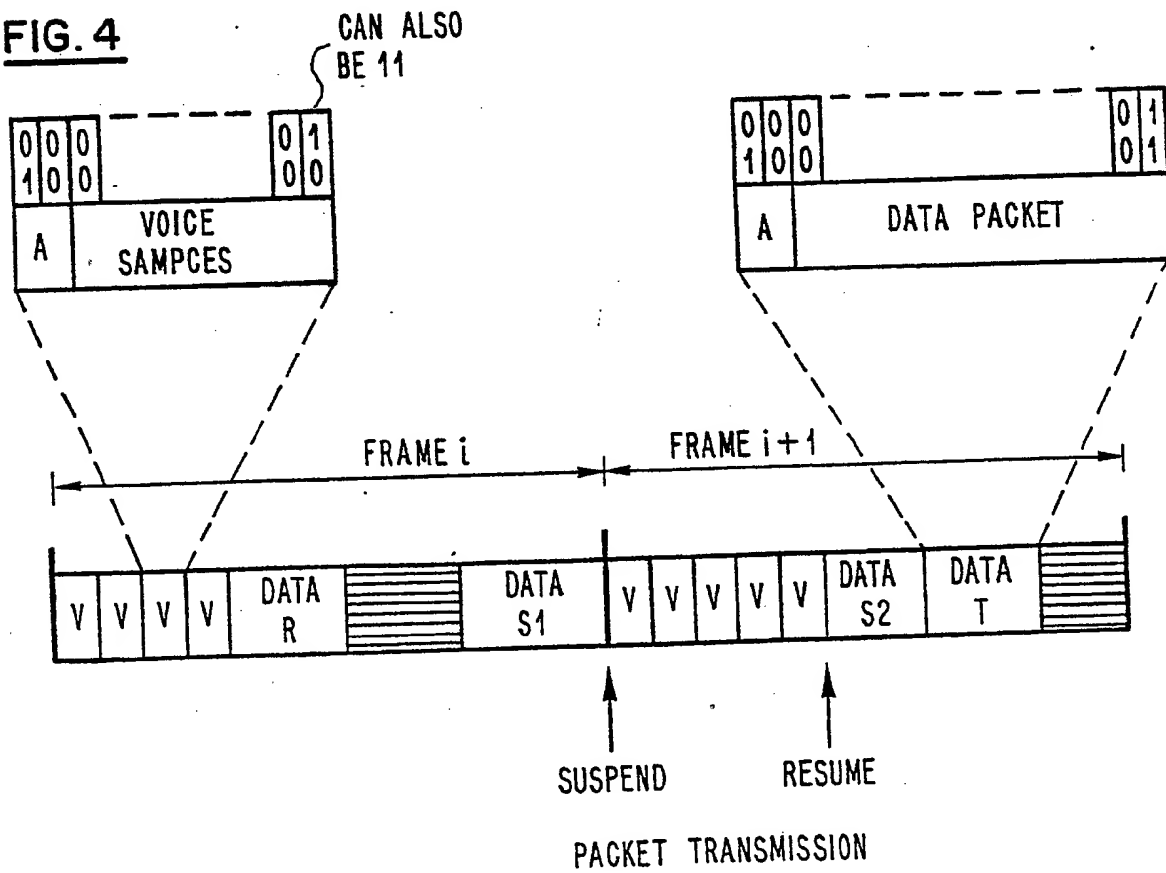 FIG. 4
CAN ALSO
BE 11
0 0 0 0 1
1 0 0 0 0
A VOICE
SAMPCES
0 0 0 0 1
1 0 0 0 1
A DATA PACKET
FRAME i FRAME i+1
V V V V DATA
R DATA
S1 V V V V V DATA
S2 DATA
T
SUSPEND RESUME
PACKET TRANSMISSION